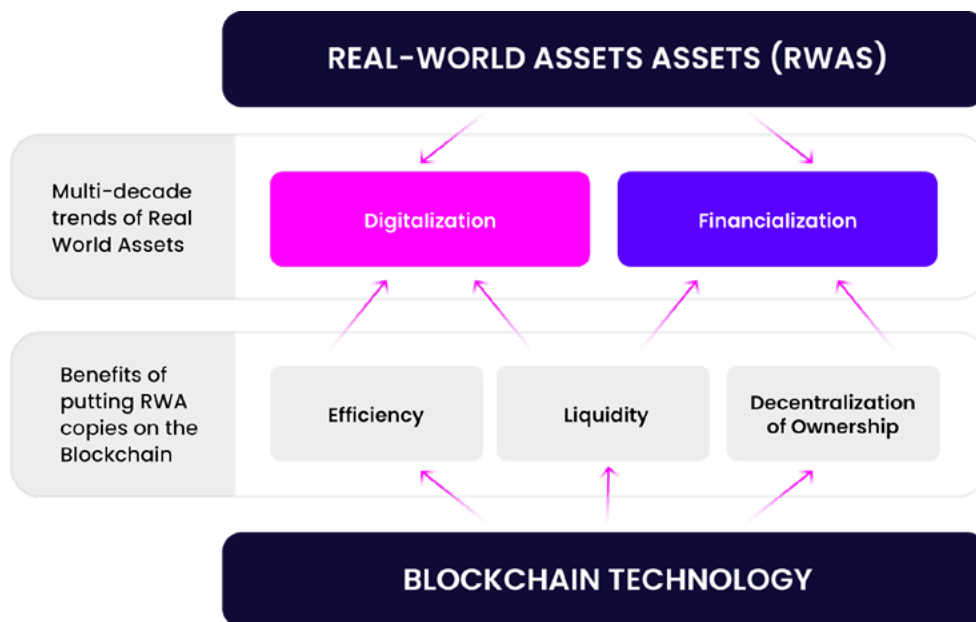 REAL-WORLD ASSETS ASSETS (RWAS)
Multi-decade
trends of Real
World Assets
Digitalization
Financialization
Benefits of
putting RWA
copies on the
Blockchain
Efficiency
Liquidity
Decentralization
of Ownership
BLOCKCHAIN TECHNOLOGY